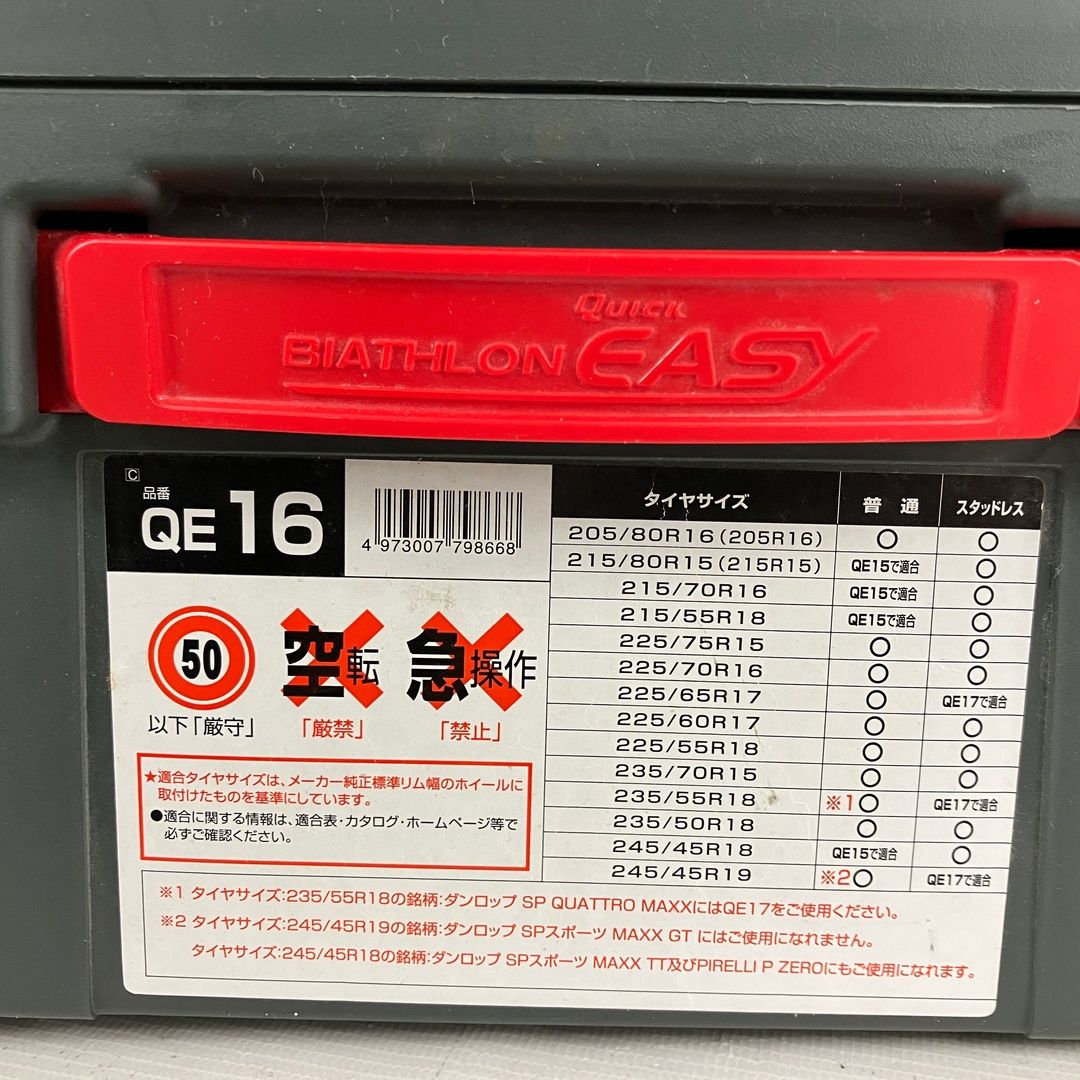 Quick
BIATHLON EASY
C
品番
QE16
4 973007 798668
50
以下「厳守」
空転
「厳禁」
急操作
「禁止」
★適合タイヤサイズは、メーカー純正標準リム幅のホイールに
取付けたものを基準にしています。
●適合に関する情報は、適合表・カタログ・ホームページ等で
必ずご確認ください。
タイヤサイズ 普通 スタッドレス
205/80R16(205R16) ○ ○
215/80R15(215R15) QE15で適合 ○
215/70R16 QE15で適合 ○
215/55R18 QE15で適合 ○
225/75R15 ○ ○
225/70R16 ○ ○
225/65R17 ○ QE17で適合
225/60R17 ○ ○
225/55R18 ○ ○
235/70R15 ○ ○
235/55R18 ※1○ QE17で適合
235/50R18 ○ ○
245/45R18 QE15で適合 ○
245/45R19 ※2○ QE17で適合
※1 タイヤサイズ:235/55R18の銘柄:ダンロップ SP QUATTRO MAXXにはQE17をご使用ください。
※2 タイヤサイズ:245/45R19の銘柄:ダンロップ SPスポーツ MAXX GT にはご使用になれません。
タイヤサイズ:245/45R18の銘柄:ダンロップ SPスポーツ MAXX TT及びPIRELLI P ZEROにもご使用になれます。